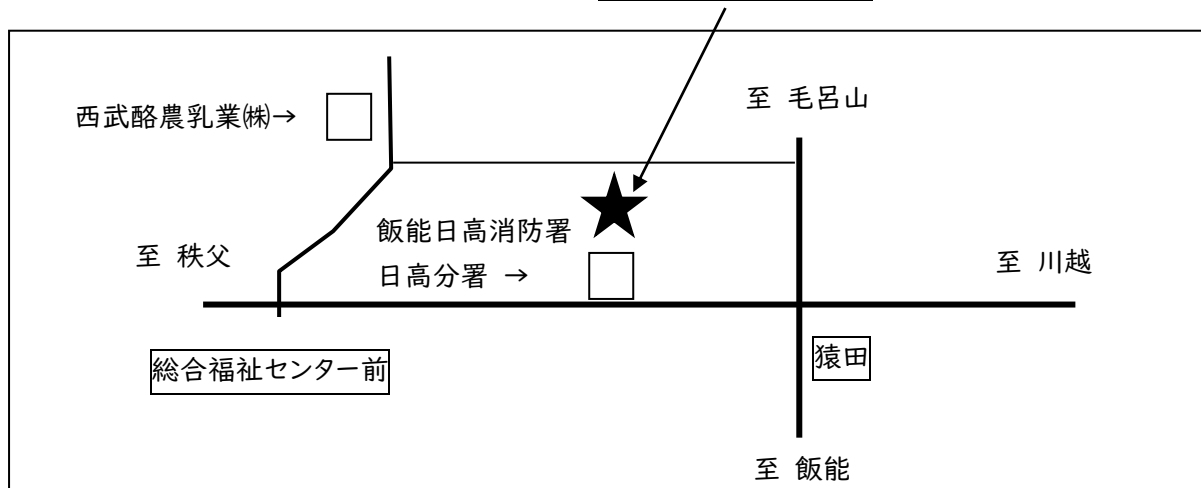 西武酪農乳業㈱→
至 毛呂山
飯能日高消防署
日高分署 →
至 秩父
至 川越
総合福祉センター前
猿田
至 飯能